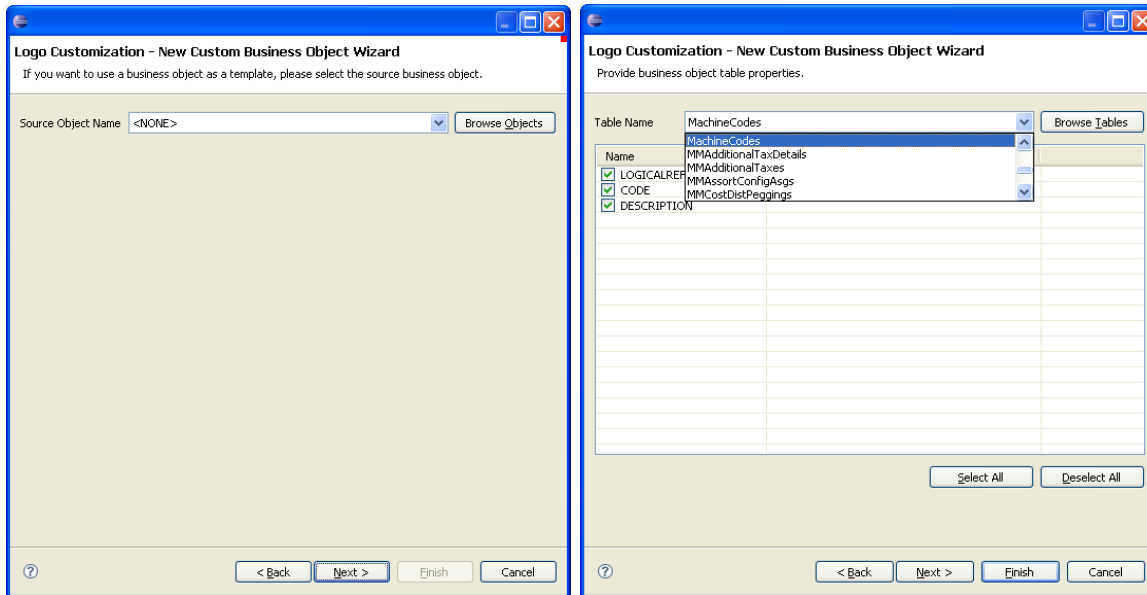 Logo Customization - New Custom Business Object Wizard
If you want to use a business object as a template, please select the source business object.
Source Object Name <NONE> Browse Objects
< Back Next > Finish Cancel
Logo Customization - New Custom Business Object Wizard
Provide business object table properties.
Table Name MachineCodes Browse Tables
MachineCodes
MMAdditionalTaxDetails
MMAdditionalTaxes
MMAssortConfigAsgs
MMCostDistPeggings
Name
LOGICALREF
CODE
DESCRIPTION
Select All Deselect All
< Back Next > Finish Cancel